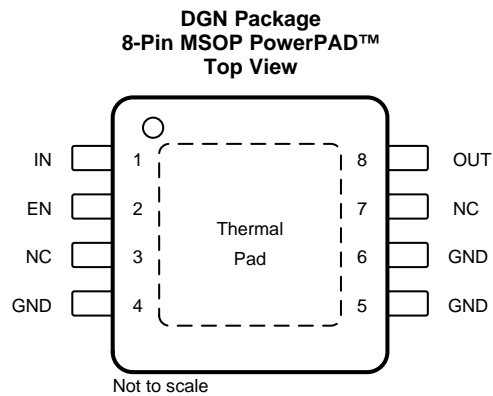 DGN Package
8-Pin MSOP PowerPAD™
Top View
IN 1 8 OUT
EN 2 7 NC
Thermal
Pad
NC 3 6 GND
GND 4 5 GND
Not to scale